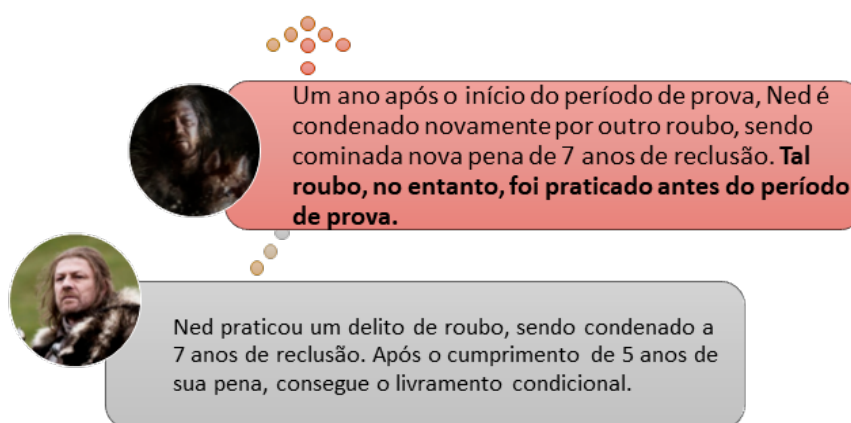 Um ano após o início do período de prova, Ned é
condenado novamente por outro roubo, sendo
cominada nova pena de 7 anos de reclusão. Tal
roubo, no entanto, foi praticado antes do período
de prova.
Ned praticou um delito de roubo, sendo condenado a
7 anos de reclusão. Após o cumprimento de 5 anos de
sua pena, consegue o livramento condicional.